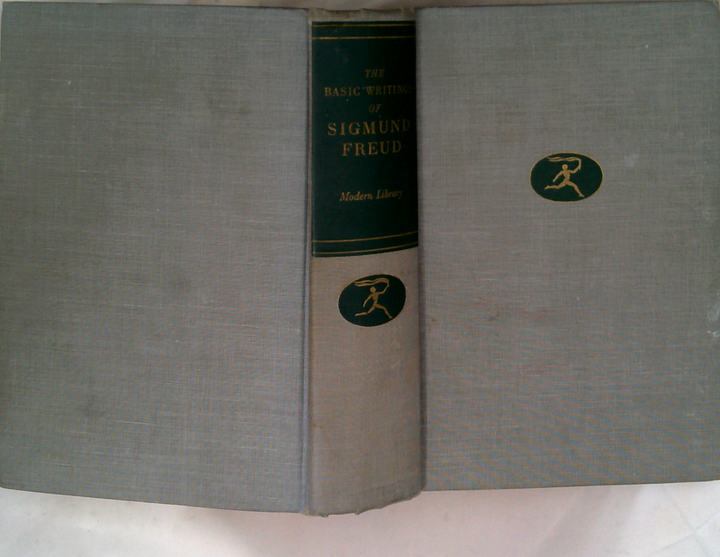 THE
BASIC WRITINGS
OF
SIGMUND
FREUD
Modern Library